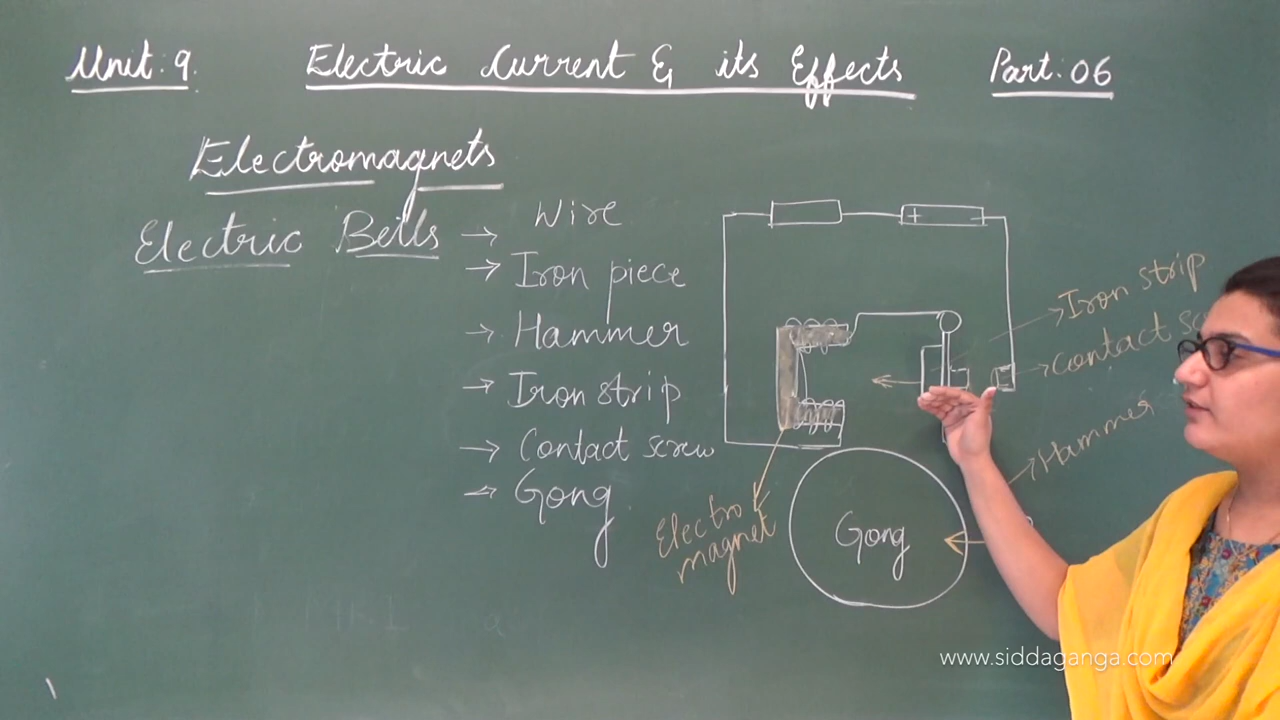 Unit: 9. Electric Current & its Effects Part: 06
Electromagnets
Electric Bells → Wire
→ Iron piece
→ Hammer
→ Iron strip
→ Contact screw
→ Gong
+ -
Iron strip
Contact
Hammer
Electro
magnet
Gong
www.siddaganga.com